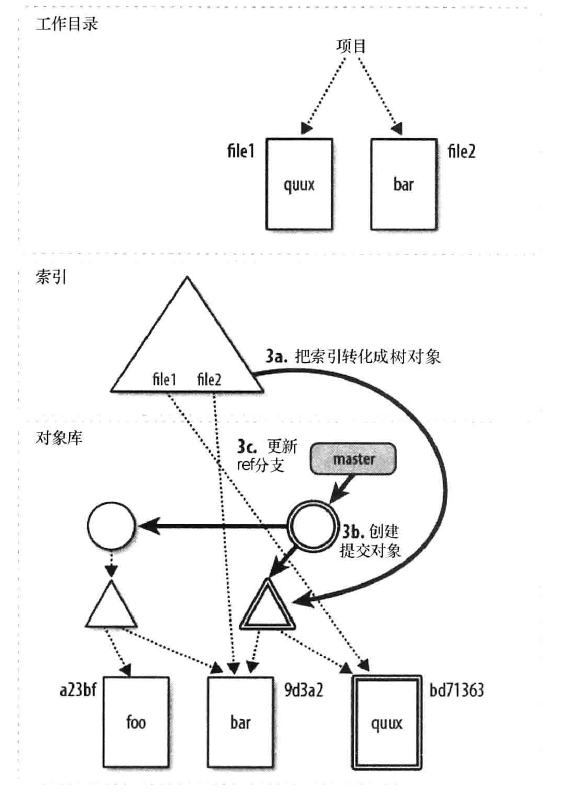 工作目录
项目
file1
file2
quux
bar
索引
3a. 把索引转化成树对象
file1
file2
对象库
3c. 更新
ref分支
master
3b. 创建
提交对象
a23bf
9d3a2
bd71363
foo
bar
quux